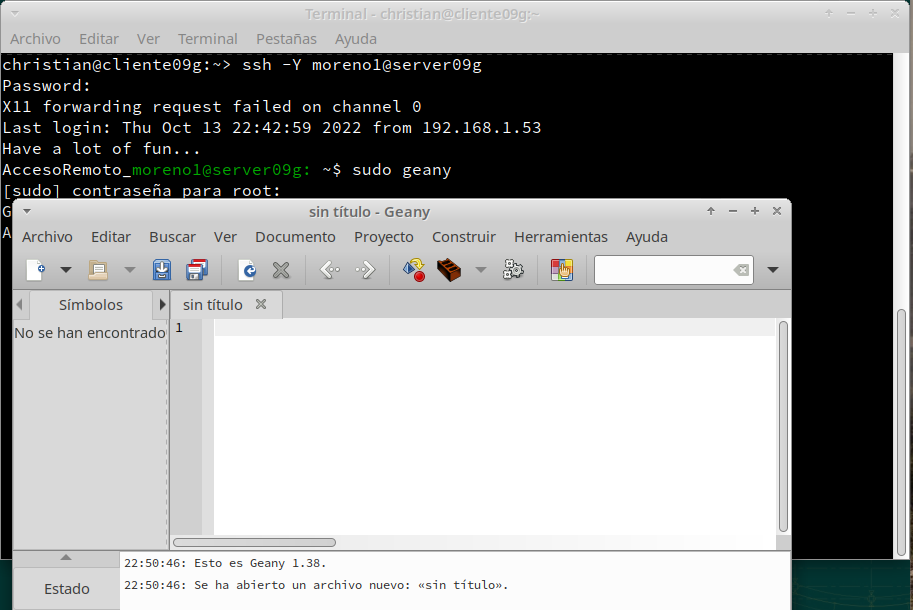 Terminal - christian@cliente09g:~
Archivo Editar Ver Terminal Pestañas Ayuda
christian@cliente09g:~> ssh -Y moreno1@server09g
Password:
X11 forwarding request failed on channel 0
Last login: Thu Oct 13 22:42:59 2022 from 192.168.1.53
Have a lot of fun...
AccesoRemoto_moreno1@server09g: ~$ sudo geany
[sudo] contraseña para root:
G
A
sin título - Geany
Archivo Editar Buscar Ver Documento Proyecto Construir Herramientas Ayuda
Símbolos
sin título
No se han encontrado
1
22:50:46: Esto es Geany 1.38.
22:50:46: Se ha abierto un archivo nuevo: «sin título».
Estado